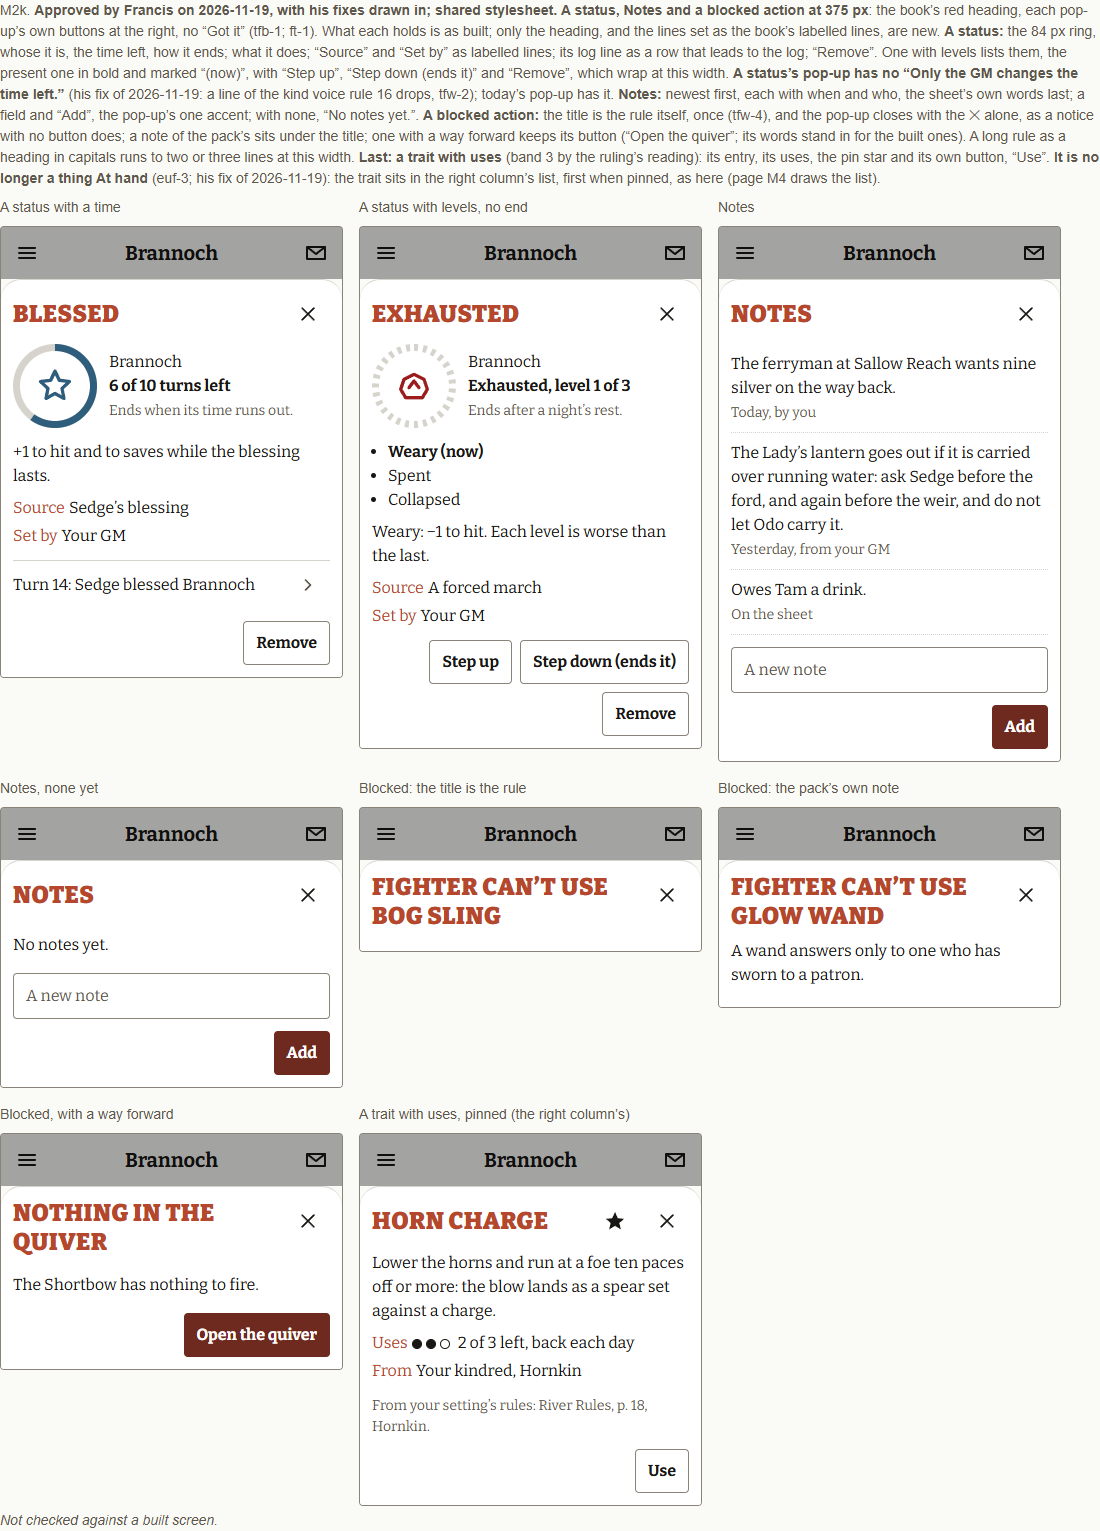 M2k. Approved by Francis on 2026-11-19, with his fixes drawn in; shared stylesheet. A status, Notes and a blocked action at 375 px: the book's red heading, each pop-
up's own buttons at the right, no “Got it” (tfb-1; ft-1). What each holds is as built; only the heading, and the lines set as the book's labelled lines, are new. A status: the 84 px ring,
whose it is, the time left, how it ends; what it does; “Source” and “Set by” as labelled lines; its log line as a row that leads to the log; “Remove”. One with levels lists them, the
present one in bold and marked “(now)”, with “Step up”, “Step down (ends it)” and “Remove”, which wrap at this width. A status's pop-up has no “Only the GM changes the
time left.” (his fix of 2026-11-19: a line of the kind voice rule 16 drops, tfw-2); today's pop-up has it. Notes: newest first, each with when and who, the sheet's own words last; a
field and “Add”, the pop-up's one accent; with none, “No notes yet.”. A blocked action: the title is the rule itself, once (tfw-4), and the pop-up closes with the × alone, as a notice
with no button does; a note of the pack's sits under the title; one with a way forward keeps its button (“Open the quiver”; its words stand in for the built ones). A long rule as a
heading in capitals runs to two or three lines at this width. Last: a trait with uses (band 3 by the ruling's reading): its entry, its uses, the pin star and its own button, “Use”. It is no
longer a thing At hand (euf-3; his fix of 2026-11-19): the trait sits in the right column's list, first when pinned, as here (page M4 draws the list).
A status with a time
Brannoch
BLESSED
Brannoch
6 of 10 turns left
Ends when its time runs out.
+1 to hit and to saves while the blessing
lasts.
Source Sedge's blessing
Set by Your GM
Turn 14: Sedge blessed Brannoch
Remove
A status with levels, no end
Brannoch
EXHAUSTED
Brannoch
Exhausted, level 1 of 3
Ends after a night's rest.
• Weary (now)
• Spent
• Collapsed
Weary: −1 to hit. Each level is worse than
the last.
Source A forced march
Set by Your GM
Step up
Step down (ends it)
Remove
Notes
Brannoch
NOTES
The ferryman at Sallow Reach wants nine
silver on the way back.
Today, by you
The Lady's lantern goes out if it is carried
over running water: ask Sedge before the
ford, and again before the weir, and do not
let Odo carry it.
Yesterday, from your GM
Owes Tam a drink.
On the sheet
A new note
Add
Notes, none yet
Brannoch
NOTES
No notes yet.
A new note
Add
Blocked: the title is the rule
Brannoch
FIGHTER CAN'T USE
BOG SLING
Blocked: the pack's own note
Brannoch
FIGHTER CAN'T USE
GLOW WAND
A wand answers only to one who has
sworn to a patron.
Blocked, with a way forward
Brannoch
NOTHING IN THE
QUIVER
The Shortbow has nothing to fire.
Open the quiver
A trait with uses, pinned (the right column's)
Brannoch
HORN CHARGE
Lower the horns and run at a foe ten paces
off or more: the blow lands as a spear set
against a charge.
Uses ●●○ 2 of 3 left, back each day
From Your kindred, Hornkin
From your setting's rules: River Rules, p. 18,
Hornkin.
Use
Not checked against a built screen.